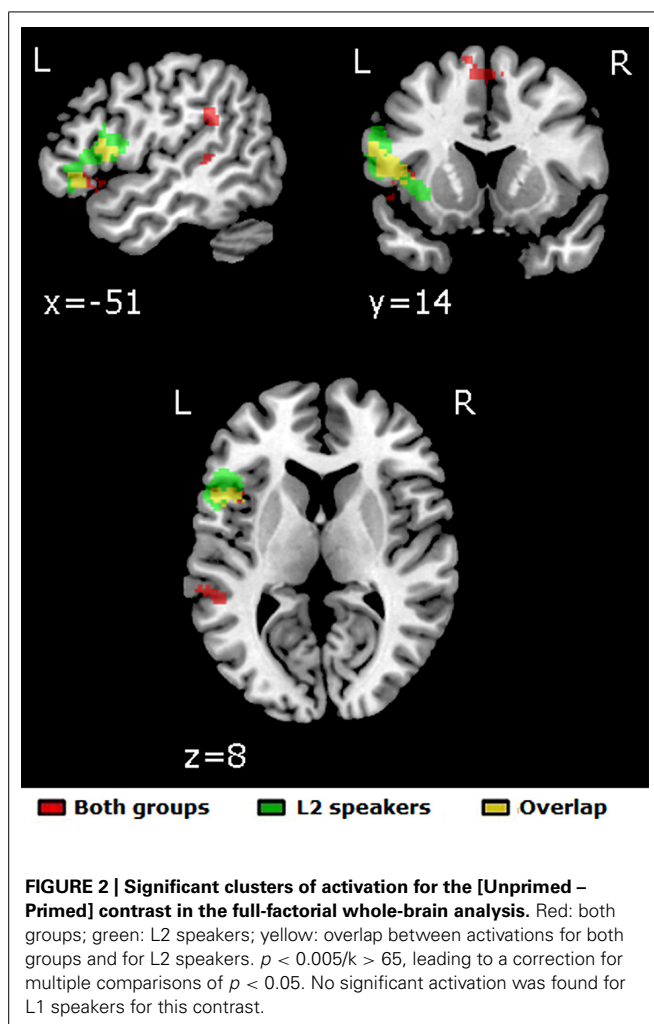 L
L
R
x=-51
y=14
L
R
z=8
Both groups
L2 speakers
Overlap
FIGURE 2 | Significant clusters of activation for the [Unprimed –
Primed] contrast in the full-factorial whole-brain analysis. Red: both
groups; green: L2 speakers; yellow: overlap between activations for both
groups and for L2 speakers. p < 0.005/k > 65, leading to a correction for
multiple comparisons of p < 0.05. No significant activation was found for
L1 speakers for this contrast.